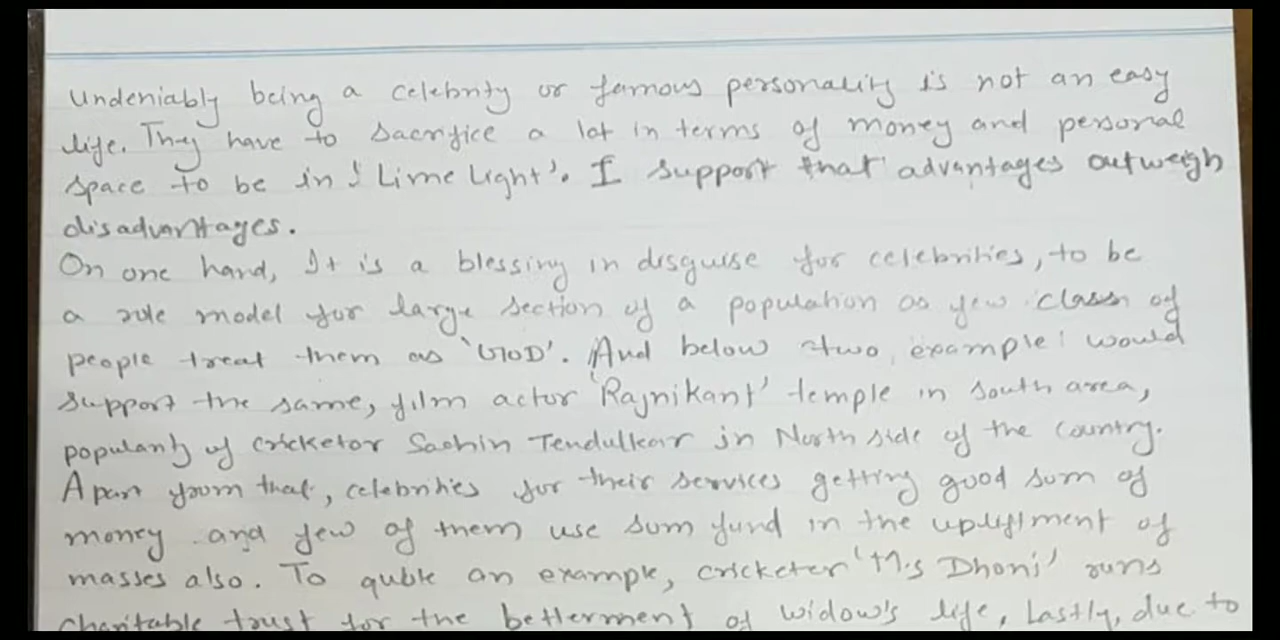 Undeniably being a celebrity or famous personality is not an easy
life. They have to sacrifice a lot in terms of money and personal
space to be in 'Lime Light'. I support that advantages outweigh
disadvantages.
On one hand, It is a blessing in disguise for celebrities, to be
a role model for large section of a population as few class of
people treat them as 'GOD'. And below two example would
support the same, film actor 'Rajnikant' temple in south area,
popularity of cricketor Sachin Tendulkar in North side of the country.
Apart from that, celebrities for their services getting good sum of
money and few of them use sum fund in the upliftment of
masses also. To quote an example, cricketer 'M.s Dhoni' runs
charitable trust for the betterment of widow's life, Lastly, due to